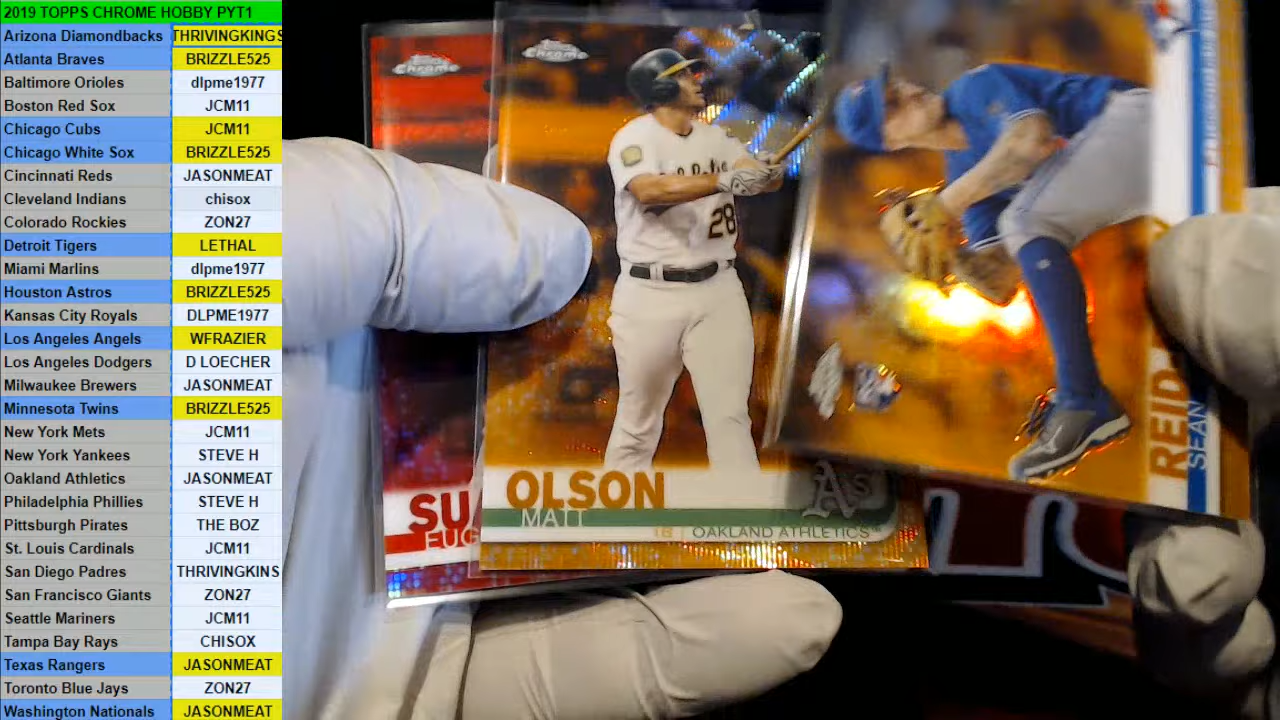 2019 TOPPS CHROME HOBBY PYT1
Arizona Diamondbacks THRIVINGKINGS
Atlanta Braves BRIZZLE525
Baltimore Orioles dlpme1977
Boston Red Sox JCM11
Chicago Cubs JCM11
Chicago White Sox BRIZZLE525
Cincinnati Reds JASONMEAT
Cleveland Indians chisox
Colorado Rockies ZON27
Detroit Tigers LETHAL
Miami Marlins dlpme1977
Houston Astros BRIZZLE525
Kansas City Royals DLPME1977
Los Angeles Angels WFRAZIER
Los Angeles Dodgers D LOECHER
Milwaukee Brewers JASONMEAT
Minnesota Twins BRIZZLE525
New York Mets JCM11
New York Yankees STEVE H
Oakland Athletics JASONMEAT
Philadelphia Phillies STEVE H
Pittsburgh Pirates THE BOZ
St. Louis Cardinals JCM11
San Diego Padres THRIVINGKINS
San Francisco Giants ZON27
Seattle Mariners JCM11
Tampa Bay Rays CHISOX
Texas Rangers JASONMEAT
Toronto Blue Jays ZON27
Washington Nationals JASONMEAT
Chrome
Chrome
28
SU
EUG
OLSON
MATT
1B OAKLAND ATHLETICS™
A's
REID
SEAN